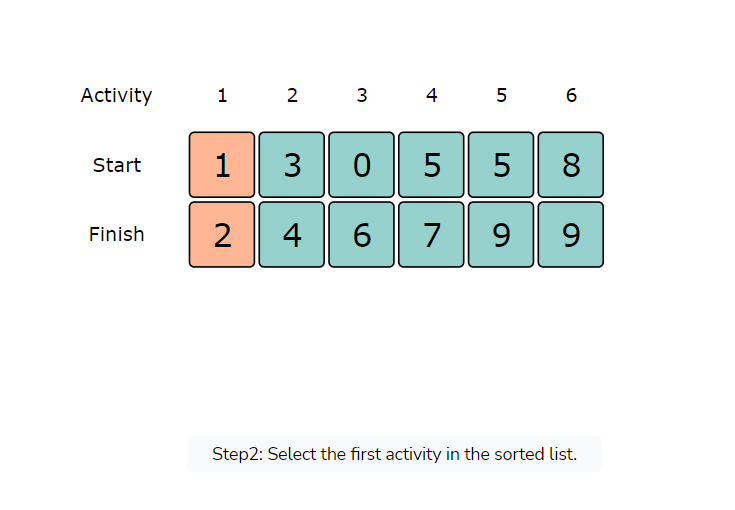 Activity 1 2 3 4 5 6
Start 1 3 0 5 5 8
Finish 2 4 6 7 9 9
Step2: Select the first activity in the sorted list.